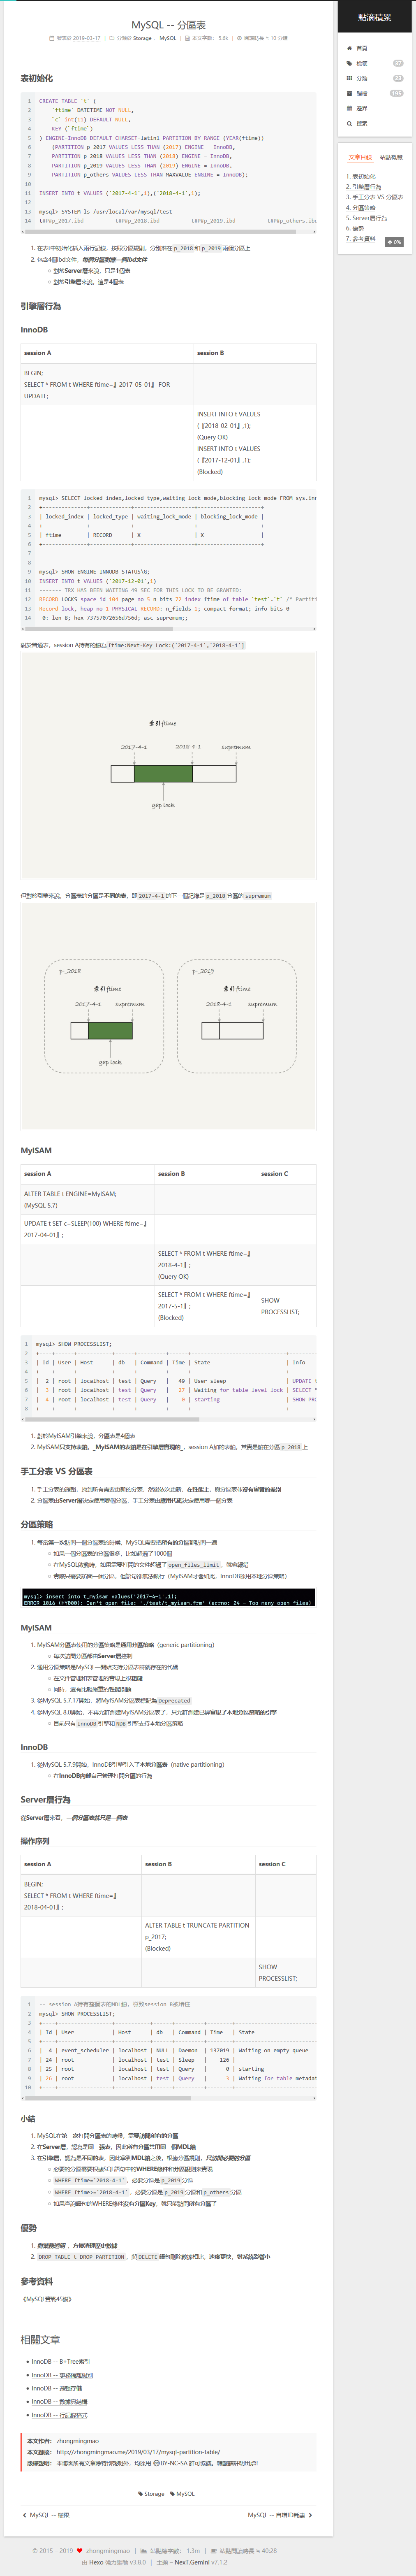 MySQL -- 分區表
發表於 2019-03-17 | 分類於 Storage , MySQL | 本文字數： 5.6k | 閱讀時長 ≈ 10 分鐘
表初始化
1 CREATE TABLE `t` (
2 `ftime` DATETIME NOT NULL,
3 `c` int(11) DEFAULT NULL,
4 KEY (`ftime`)
5 ) ENGINE=InnoDB DEFAULT CHARSET=latin1 PARTITION BY RANGE (YEAR(ftime))
6 (PARTITION p_2017 VALUES LESS THAN (2017) ENGINE = InnoDB,
7 PARTITION p_2018 VALUES LESS THAN (2018) ENGINE = InnoDB,
8 PARTITION p_2019 VALUES LESS THAN (2019) ENGINE = InnoDB,
9 PARTITION p_others VALUES LESS THAN MAXVALUE ENGINE = InnoDB);
10
11 INSERT INTO t VALUES ('2017-4-1',1),('2018-4-1',1);
12
13 mysql> SYSTEM ls /usr/local/var/mysql/test
14 t#P#p_2017.ibd t#P#p_2018.ibd t#P#p_2019.ibd t#P#p_others.ibd
1. 在表t中初始化插入兩行記錄，按照分區規則，分別落在 p_2018 和 p_2019 兩個分區上
2. 包含4個ibd文件，每個分區對應一個ibd文件
對於Server層來說，只是1個表
對於引擎層來說，這是4個表
引擎層行為
InnoDB
session A session B
BEGIN;
SELECT * FROM t WHERE ftime=『2017-05-01』 FOR
UPDATE;
INSERT INTO t VALUES
(『2018-02-01』,1);
(Query OK)
INSERT INTO t VALUES
(『2017-12-01』,1);
(Blocked)
1 mysql> SELECT locked_index,locked_type,waiting_lock_mode,blocking_lock_mode FROM sys.inn
2 +--------------+-------------+-------------------+--------------------+
3 | locked_index | locked_type | waiting_lock_mode | blocking_lock_mode |
4 +--------------+-------------+-------------------+--------------------+
5 | ftime | RECORD | X | X |
6 +--------------+-------------+-------------------+--------------------+
7
8
9 mysql> SHOW ENGINE INNODB STATUS\G;
10 INSERT INTO t VALUES ('2017-12-01',1)
11 ------- TRX HAS BEEN WAITING 49 SEC FOR THIS LOCK TO BE GRANTED:
12 RECORD LOCKS space id 104 page no 5 n bits 72 index ftime of table `test`.`t` /* Partiti
13 Record lock, heap no 1 PHYSICAL RECORD: n_fields 1; compact format; info bits 0
14 0: len 8; hex 73757072656d756d; asc supremum;;
對於普通表，session A持有的鎖為 ftime:Next-Key Lock:('2017-4-1','2018-4-1']
索引ftime
2017-4-1 2018-4-1 supremum
gap lock
但對於引擎來說，分區表的分區是不同的表，即 2017-4-1 的下一個記錄是 p_2018 分區的 supremum
p_2018 p_2019
索引ftime 索引ftime
2017-4-1 supremum 2018-4-1 supremum
gap lock
MyISAM
session A session B session C
ALTER TABLE t ENGINE=MyISAM;
(MySQL 5.7)
UPDATE t SET c=SLEEP(100) WHERE ftime=『
2017-04-01』;
SELECT * FROM t WHERE ftime=『
2018-4-1』;
(Query OK)
SELECT * FROM t WHERE ftime=『
2017-5-1』;
(Blocked)
SHOW
PROCESSLIST;
1 mysql> SHOW PROCESSLIST;
3 | Id | User | Host | db | Command | Time | State | Info
5 | 2 | root | localhost | test | Query | 49 | User sleep | UPDATE t
6 | 3 | root | localhost | test | Query | 27 | Waiting for table level lock | SELECT *
7 | 4 | root | localhost | test | Query | 0 | starting | SHOW PRO
1. 對於MyISAM引擎來說，分區表是4個表
2. MyISAM只支持表鎖，_MyISAM的表鎖是在引擎層實現的_，session A加的表鎖，其實是鎖在分區 p_2018 上
手工分表 VS 分區表
1. 手工分表的邏輯，找到所有需要更新的分表，然後依次更新，在性能上，與分區表並沒有實質的差別
2. 分區表由Server層決定使用哪個分區，手工分表由應用代碼決定使用哪一個分表
分區策略
1. 每當第一次訪問一個分區表的時候，MySQL需要把所有的分區都訪問一遍
如果一個分區表的分區很多，比如超過了1000個
在MySQL啟動時，如果需要打開的文件超過了 open_files_limit ，就會報錯
實際只需要訪問一個分區，但語句卻無法執行（MyISAM才會如此，InnoDB採用本地分區策略）
mysql> insert into t_myisam values('2017-4-1',1);
ERROR 1016 (HY000): Can't open file: './test/t_myisam.frm' (errno: 24 - Too many open files)
MyISAM
1. MyISAM分區表使用的分區策略是通用分區策略（generic partitioning）
每次訪問分區都由Server層控制
2. 通用分區策略是MySQL一開始支持分區表時就存在的代碼
在文件管理和表管理的實現上很粗糙
同時，還有比較嚴重的性能問題
3. 從MySQL 5.7.17開始，將MyISAM分區表標記為 Deprecated
4. 從MySQL 8.0開始，不再允許創建MyISAM分區表了，只允許創建已經實現了本地分區策略的引擎
目前只有 InnoDB 引擎和 NDB 引擎支持本地分區策略
InnoDB
1. 從MySQL 5.7.9開始，InnoDB引擎引入了本地分區表（native partitioning）
在InnoDB內部自己管理打開分區的行為
Server層行為
從Server層來看，一個分區表就只是一個表
操作序列
session A session B session C
BEGIN;
SELECT * FROM t WHERE ftime=『
2018-04-01』;
ALTER TABLE t TRUNCATE PARTITION
p_2017;
(Blocked)
SHOW
PROCESSLIST;
1 -- session A持有整個表的MDL鎖，導致session B被堵住
2 mysql> SHOW PROCESSLIST;
4 | Id | User | Host | db | Command | Time | State
6 | 4 | event_scheduler | localhost | NULL | Daemon | 137019 | Waiting on empty queue
7 | 24 | root | localhost | test | Sleep | 126 |
8 | 25 | root | localhost | test | Query | 0 | starting
9 | 26 | root | localhost | test | Query | 3 | Waiting for table metadat
小結
1. MySQL在第一次打開分區表的時候，需要訪問所有的分區
2. 在Server層，認為是同一張表，因此所有分區共用同一個MDL鎖
3. 在引擎層，認為是不同的表，因此拿到MDL鎖之後，根據分區規則，只訪問必要的分區
必要的分區需要根據SQL語句中的WHERE條件和分區規則來實現
WHERE ftime='2018-4-1' ，必要分區是 p_2019 分區
WHERE ftime>='2018-4-1' ，必要分區是 p_2019 分區和 p_others 分區
如果應詢語句的WHERE條件沒有分區Key，就只能訪問所有分區了
優勢
1. 對業務透明_，方便清理歷史數據_
2. DROP TABLE t DROP PARTITION ，與 DELETE 語句刪除數據相比，速度更快，對系統影響小
參考資料
《MySQL實戰45講》
相關文章
InnoDB -- B+Tree索引
InnoDB -- 事務隔離級別
InnoDB -- 邏輯存儲
InnoDB -- 數據頁結構
InnoDB -- 行記錄格式
本文作者： zhongmingmao
本文鏈接： http://zhongmingmao.me/2019/03/17/mysql-partition-table/
版權聲明： 本博客所有文章除特別聲明外，均採用 BY-NC-SA 許可協議。轉載請註明出處！
Storage MySQL
MySQL -- 權限
MySQL -- 自增ID耗盡
© 2015 – 2019 zhongmingmao | 站點總字數： 1.3m | 站點閱讀時長 ≈ 40:28
由 Hexo 強力驅動 v3.8.0 | 主題 – NexT.Gemini v7.1.2
點滴積累
首頁
標籤 37
分類 23
歸檔 146
邊界
搜索
文章目錄 站點概覽
1. 表初始化
2. 引擎層行為
3. 手工分表 VS 分區表
4. 分區策略
5. Server層行為
6. 優勢
7. 參考資料
0%